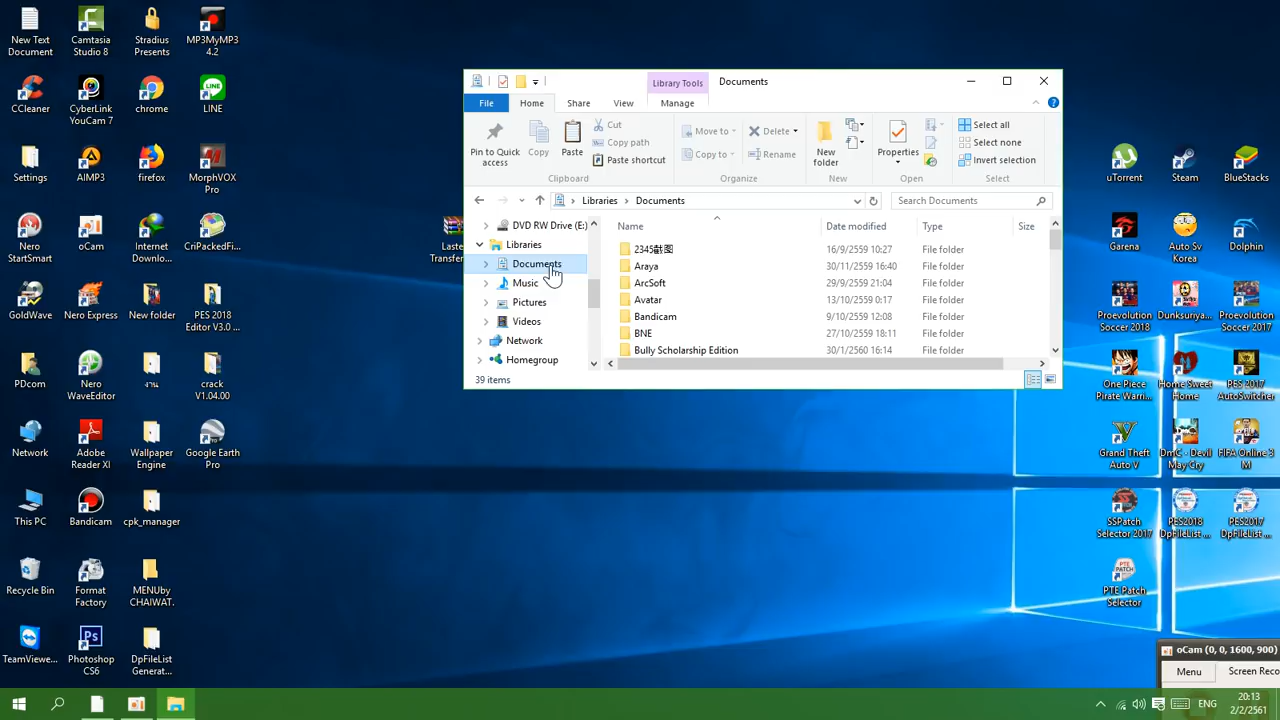 New Text
Document
Camtasia
Studio 8
Stradius
Presents
MP3MyMP3
4.2
CCleaner
CyberLink
YouCam 7
chrome
LINE
Settings
AIMP3
firefox
MorphVOX
Pro
Nero
StartSmart
oCam
Internet
Downlo...
CriPackedFi...
GoldWave
Nero Express
New folder
PES 2018
Editor V3.0 ...
PDcom
Nero
WaveEditor
งาน
crack
V1.04.00
Network
Adobe
Reader XI
Wallpaper
Engine
Google Earth
Pro
This PC
Bandicam
cpk_manager
Recycle Bin
Format
Factory
MENUby
CHAIWAT.
TeamViewe...
Photoshop
CS6
DpFileList
Generat...
Laste
Transfer
Library Tools
Documents
File
Home
Share
View
Manage
Pin to Quick
access
Copy
Paste
Cut
Copy path
Paste shortcut
Clipboard
Move to
Copy to
Delete
Rename
Organize
New
folder
New
Properties
Open
Select all
Select none
Invert selection
Select
Libraries
Documents
Search Documents
DVD RW Drive (E:)
Libraries
Documents
Music
Pictures
Videos
Network
Homegroup
Name
Date modified
Type
Size
2345截图
16/9/2559 10:27
File folder
Araya
30/11/2559 16:40
File folder
ArcSoft
29/9/2559 21:04
File folder
Avatar
13/10/2559 0:17
File folder
Bandicam
9/10/2559 12:08
File folder
BNE
27/10/2559 18:11
File folder
Bully Scholarship Edition
30/1/2560 16:14
File folder
39 items
uTorrent
Steam
BlueStacks
Garena
Auto Sv
Korea
Dolphin
Proevolution
Soccer 2018
Dunksunya...
Proevolution
Soccer 2017
One Piece
Pirate Warri...
Home Sweet
Home
PES 2017
AutoSwitcher
Grand Theft
Auto V
DmC - Devil
May Cry
FIFA Online 3
M
SSPatch
Selector 2017
PES2018
DpFileList ...
PES2017
DpFileList ...
PTE Patch
Selector
oCam (0, 0, 1600, 900)
Menu
Screen Reco
ENG
20:13
2/2/2561